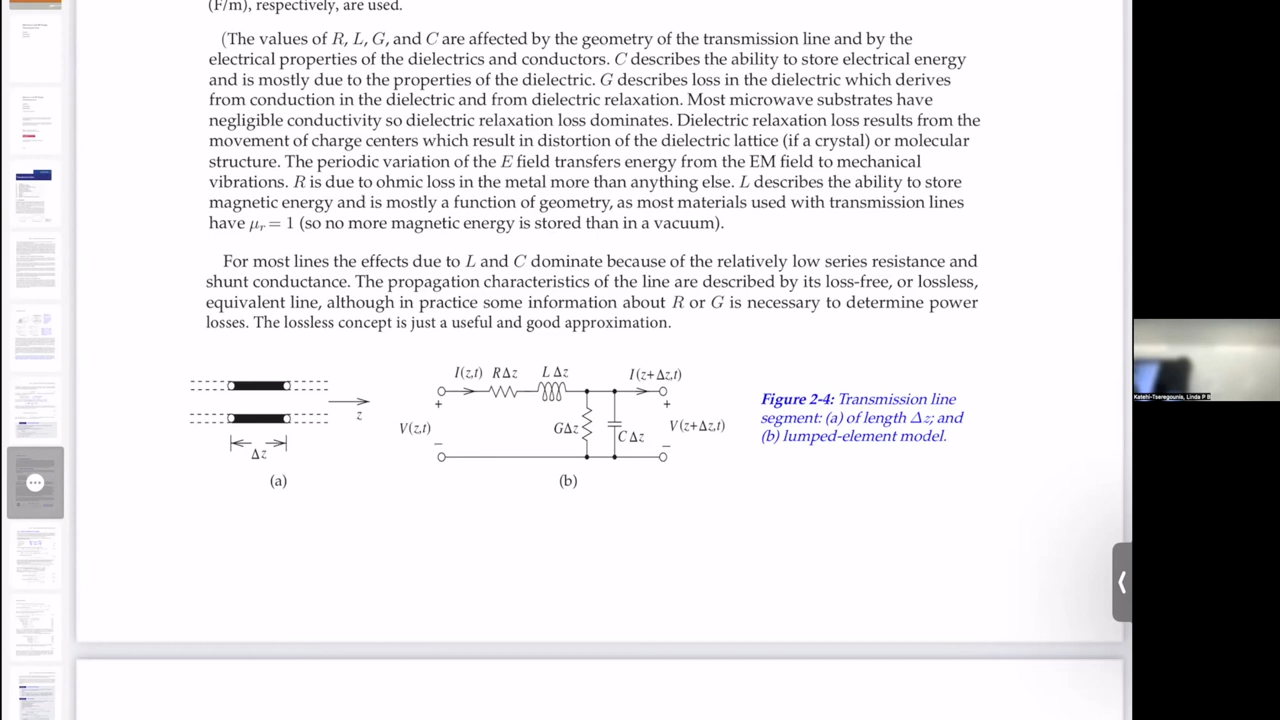 (F/m), respectively, are used.
(The values of R, L, G, and C are affected by the geometry of the transmission line and by the
electrical properties of the dielectrics and conductors. C describes the ability to store electrical energy
and is mostly due to the properties of the dielectric. G describes loss in the dielectric which derives
from conduction in the dielectric and from dielectric relaxation. Most microwave substrates have
negligible conductivity so dielectric relaxation loss dominates. Dielectric relaxation loss results from the
movement of charge centers which result in distortion of the dielectric lattice (if a crystal) or molecular
structure. The periodic variation of the E field transfers energy from the EM field to mechanical
vibrations. R is due to ohmic loss in the metal more than anything else. L describes the ability to store
magnetic energy and is mostly a function of geometry, as most materials used with transmission lines
have μr = 1 (so no more magnetic energy is stored than in a vacuum).
For most lines the effects due to L and C dominate because of the relatively low series resistance and
shunt conductance. The propagation characteristics of the line are described by its loss-free, or lossless,
equivalent line, although in practice some information about R or G is necessary to determine power
losses. The lossless concept is just a useful and good approximation.
z
Δz
(a)
I(z,t) RΔz LΔz I(z+Δz,t)
+ +
V(z,t) GΔz CΔz V(z+Δz,t)
− −
(b)
Figure 2-4: Transmission line
segment: (a) of length Δz; and
(b) lumped-element model.
Katehi-Tseregounis, Linda P B